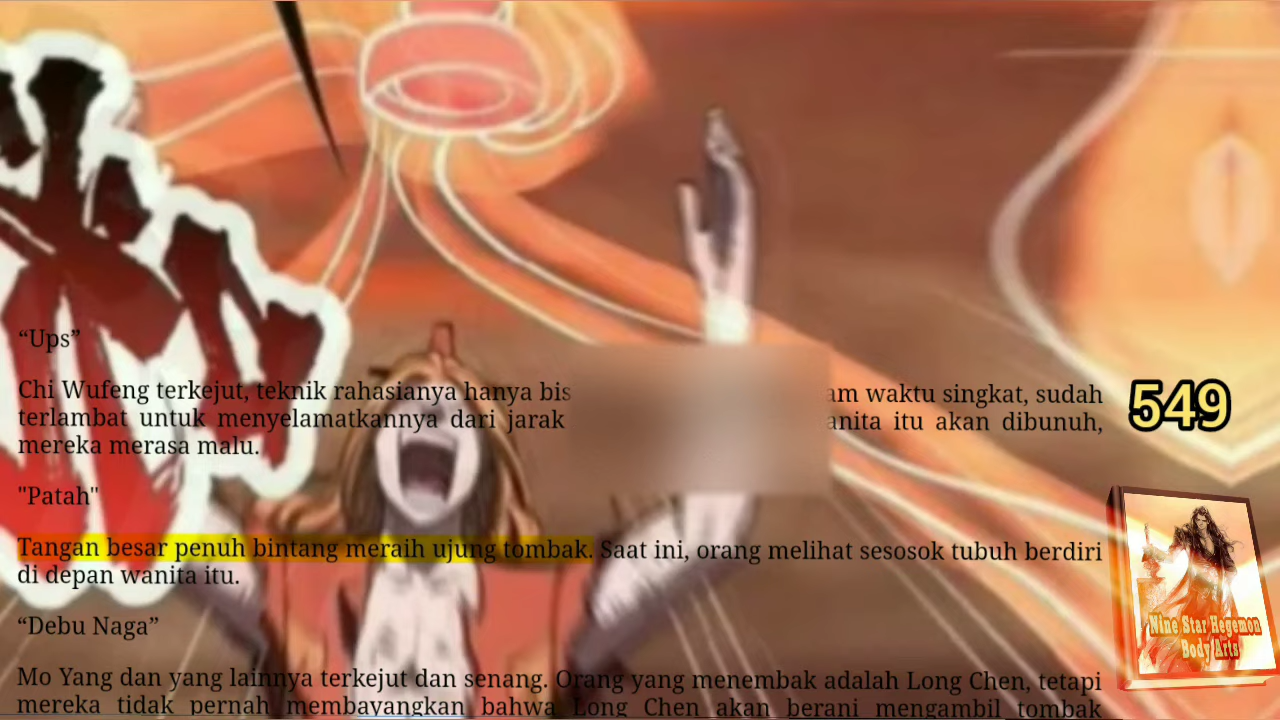 “Ups”
Chi Wufeng terkejut, teknik rahasianya hanya waktu singkat, sudah
terlambat untuk menyelamatkannya dari jarak itu akan dibunuh,
mereka merasa malu.
549
"Patah"
Tangan besar penuh bintang meraih ujung tombak. Saat ini, orang melihat sesosok tubuh berdiri
di depan wanita itu.
“Debu Naga”
Nine Star Hegemon
Body Arts
Mo Yang dan yang lainnya terkejut dan senang. Orang yang menembak adalah Long Chen, tetapi
mereka tidak pernah membayangkan bahwa Long Chen akan berani mengambil tombak